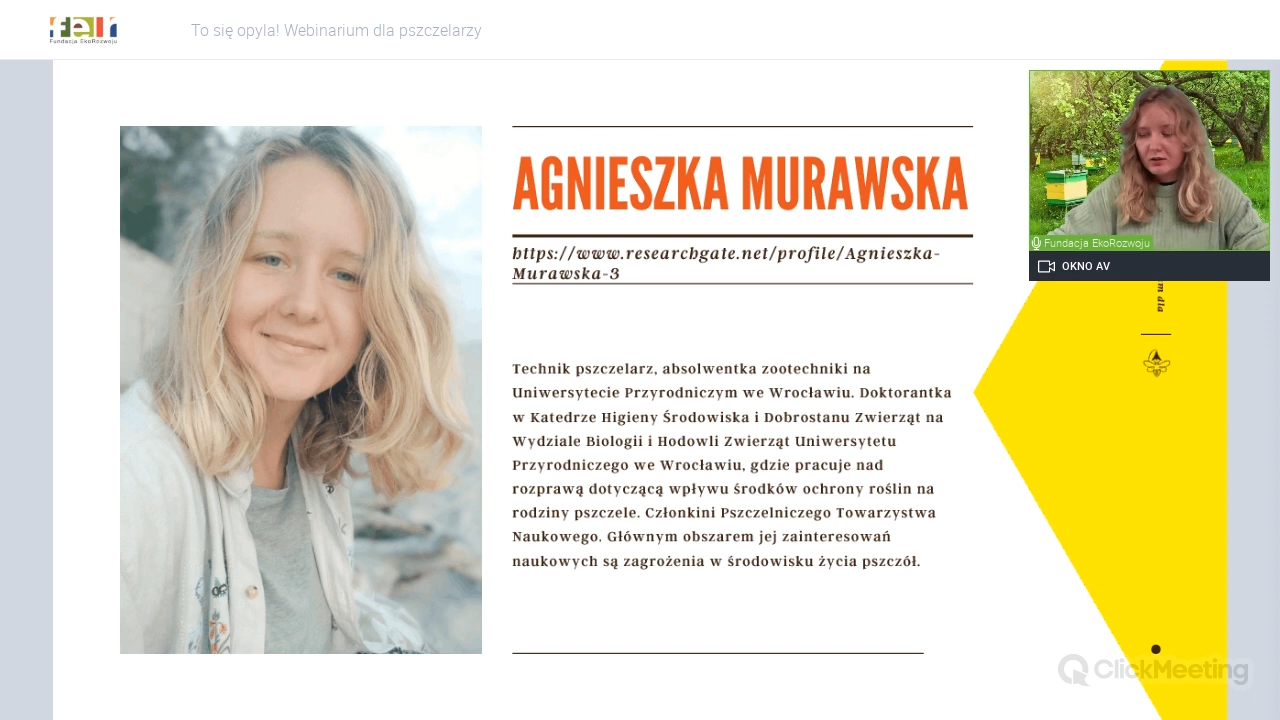 feh
Fundacja EkoRozwoju
To się opyla! Webinarium dla pszczelarzy
AGNIESZKA MURAWSKA
https://www.researchgate.net/profile/Agnieszka-
Murawska-3
Technik pszczelarz, absolwentka zootechniki na
Uniwersytecie Przyrodniczym we Wrocławiu. Doktorantka
w Katedrze Higieny Środowiska i Dobrostanu Zwierząt na
Wydziale Biologii i Hodowli Zwierząt Uniwersytetu
Przyrodniczego we Wrocławiu, gdzie pracuje nad
rozprawą dotyczącą wpływu środków ochrony roślin na
rodziny pszczele. Członkini Pszczelniczego Towarzystwa
Naukowego. Głównym obszarem jej zainteresowań
naukowych są zagrożenia w środowisku życia pszczół.
Fundacja EkoRozwoju
OKNO AV
dla
ClickMeeting